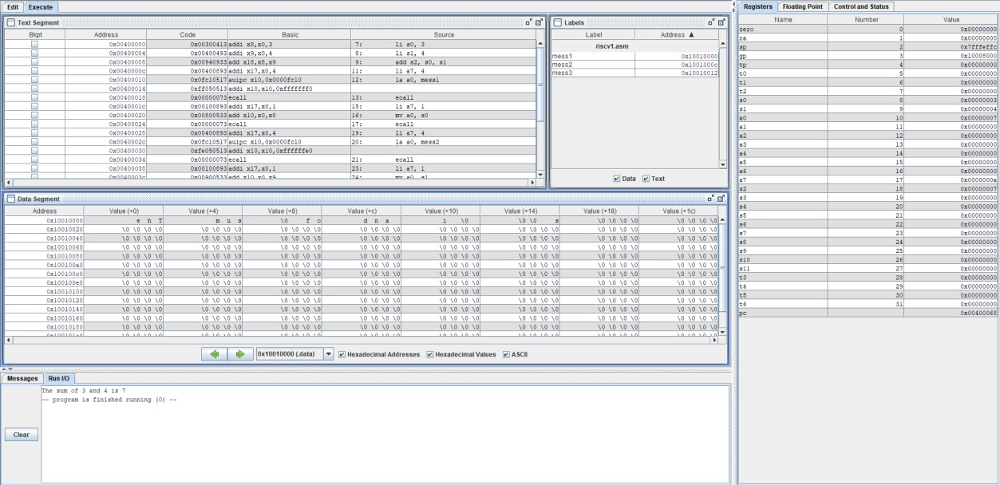 Edit Execute
Text Segment
Bkpt Address Code Basic Source
0x00400000 0x00300413 addi x8,x0,3 7: li s0, 3
0x00400004 0x00400493 addi x9,x0,4 8: li s1, 4
0x00400008 0x00940933 add x18,x8,x9 9: add s2, s0, s1
0x0040000c 0x00400893 addi x17,x0,4 11: li a7, 4
0x00400010 0x0fc10517 auipc x10,0x0000fc10 12: la a0, mess1
0x00400014 0xff050513 addi x10,x10,0xfffffff0
0x00400018 0x00000073 ecall 13: ecall
0x0040001c 0x00100893 addi x17,x0,1 15: li a7, 1
0x00400020 0x00800533 add x10,x0,x8 16: mv a0, s0
0x00400024 0x00000073 ecall 17: ecall
0x00400028 0x00400893 addi x17,x0,4 19: li a7, 4
0x0040002c 0x0fc10517 auipc x10,0x0000fc10 20: la a0, mess2
0x00400030 0xfe050513 addi x10,x10,0xffffffe0
0x00400034 0x00000073 ecall 21: ecall
0x00400038 0x00100893 addi x17,x0,1 23: li a7, 1
0x0040003c 0x00900533 add x10,x0,x9 24: mv a0, s1
Labels
Label Address ▲
riscv1.asm
mess1 0x10010000
mess2 0x1001000c
mess3 0x10010012
Data Text
Data Segment
Address Value (+0) Value (+4) Value (+8) Value (+c) Value (+10) Value (+14) Value (+18) Value (+1c)
0x10010000 e h T m u s \0 f o d n a i \0 \0 \0 s \0 \0 \0 \0 \0 \0 \0 \0
0x10010020 \0 \0 \0 \0 \0 \0 \0 \0 \0 \0 \0 \0 \0 \0 \0 \0 \0 \0 \0 \0 \0 \0 \0 \0 \0 \0 \0 \0 \0 \0 \0 \0
0x10010040 \0 \0 \0 \0 \0 \0 \0 \0 \0 \0 \0 \0 \0 \0 \0 \0 \0 \0 \0 \0 \0 \0 \0 \0 \0 \0 \0 \0 \0 \0 \0 \0
0x10010060 \0 \0 \0 \0 \0 \0 \0 \0 \0 \0 \0 \0 \0 \0 \0 \0 \0 \0 \0 \0 \0 \0 \0 \0 \0 \0 \0 \0 \0 \0 \0 \0
0x10010080 \0 \0 \0 \0 \0 \0 \0 \0 \0 \0 \0 \0 \0 \0 \0 \0 \0 \0 \0 \0 \0 \0 \0 \0 \0 \0 \0 \0 \0 \0 \0 \0
0x100100a0 \0 \0 \0 \0 \0 \0 \0 \0 \0 \0 \0 \0 \0 \0 \0 \0 \0 \0 \0 \0 \0 \0 \0 \0 \0 \0 \0 \0 \0 \0 \0 \0
0x100100c0 \0 \0 \0 \0 \0 \0 \0 \0 \0 \0 \0 \0 \0 \0 \0 \0 \0 \0 \0 \0 \0 \0 \0 \0 \0 \0 \0 \0 \0 \0 \0 \0
0x100100e0 \0 \0 \0 \0 \0 \0 \0 \0 \0 \0 \0 \0 \0 \0 \0 \0 \0 \0 \0 \0 \0 \0 \0 \0 \0 \0 \0 \0 \0 \0 \0 \0
0x10010100 \0 \0 \0 \0 \0 \0 \0 \0 \0 \0 \0 \0 \0 \0 \0 \0 \0 \0 \0 \0 \0 \0 \0 \0 \0 \0 \0 \0 \0 \0 \0 \0
0x10010120 \0 \0 \0 \0 \0 \0 \0 \0 \0 \0 \0 \0 \0 \0 \0 \0 \0 \0 \0 \0 \0 \0 \0 \0 \0 \0 \0 \0 \0 \0 \0 \0
0x10010140 \0 \0 \0 \0 \0 \0 \0 \0 \0 \0 \0 \0 \0 \0 \0 \0 \0 \0 \0 \0 \0 \0 \0 \0 \0 \0 \0 \0 \0 \0 \0 \0
0x10010160 \0 \0 \0 \0 \0 \0 \0 \0 \0 \0 \0 \0 \0 \0 \0 \0 \0 \0 \0 \0 \0 \0 \0 \0 \0 \0 \0 \0 \0 \0 \0 \0
0x10010180 \0 \0 \0 \0 \0 \0 \0 \0 \0 \0 \0 \0 \0 \0 \0 \0 \0 \0 \0 \0 \0 \0 \0 \0 \0 \0 \0 \0 \0 \0 \0 \0
0x10010000 (.data) Hexadecimal Addresses Hexadecimal Values ASCII
Messages Run I/O
The sum of 3 and 4 is 7
-- program is finished running (0) --
Clear
Registers Floating Point Control and Status
Name Number Value
zero 0 0x00000000
ra 1 0x00000000
sp 2 0x7fffeffc
gp 3 0x10008000
tp 4 0x00000000
t0 5 0x00000000
t1 6 0x00000000
t2 7 0x00000000
s0 8 0x00000003
s1 9 0x00000004
a0 10 0x00000007
a1 11 0x00000000
a2 12 0x00000000
a3 13 0x00000000
a4 14 0x00000000
a5 15 0x00000000
a6 16 0x00000000
a7 17 0x0000000a
s2 18 0x00000007
s3 19 0x00000000
s4 20 0x00000000
s5 21 0x00000000
s6 22 0x00000000
s7 23 0x00000000
s8 24 0x00000000
s9 25 0x00000000
s10 26 0x00000000
s11 27 0x00000000
t3 28 0x00000000
t4 29 0x00000000
t5 30 0x00000000
t6 31 0x00000000
pc 0x00400068